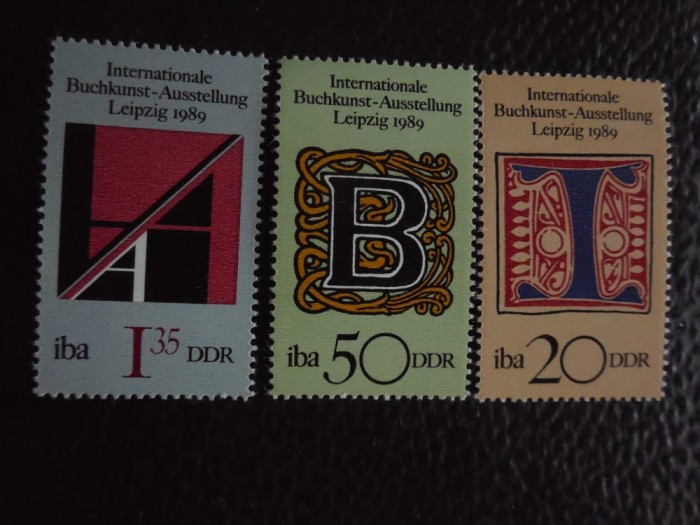 Internationale
Buchkunst-Ausstellung
Leipzig 1989
A
A
iba 1 35 DDR
Internationale
Buchkunst-Ausstellung
Leipzig 1989
B
iba 50 DDR
Internationale
Buchkunst-Ausstellung
Leipzig 1989
I
iba 20 DDR